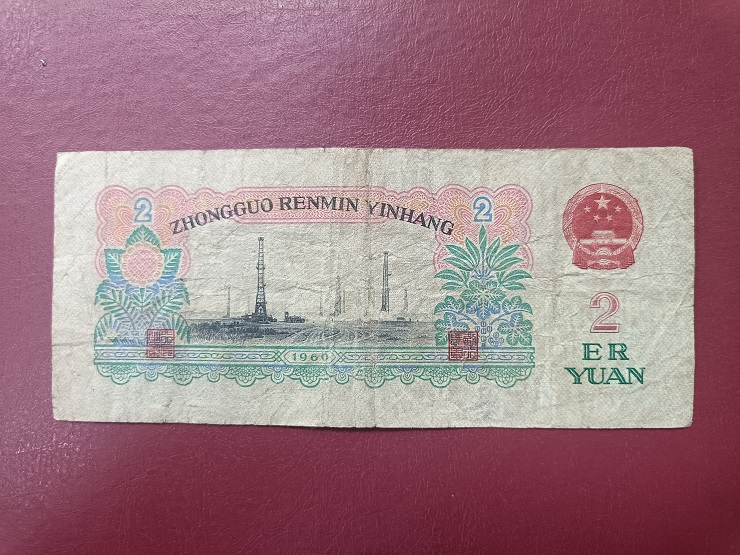 2
ZHONGGUO RENMIN YINHANG
2
1960
2
ER
YUAN